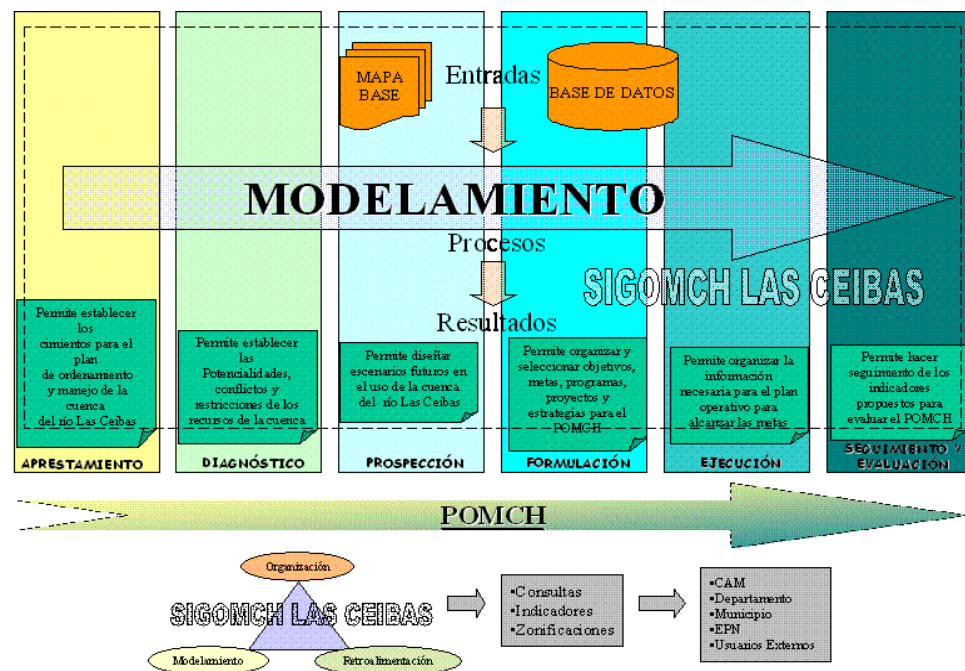 MAPA
BASE
Entradas
BASE DE DATOS
MODELAMIENTO
Procesos
SIGOMCH LAS CEIBAS
Resultados
Permite establecer
los
cimientos para el
plan
de ordenamiento
y manejo de la
cuenca
del río Las Ceibas
Permite establecer
las
Potencialidades,
conflictos y
restricciones de los
recursos de la cuenca
Permite diseñar
escenarios futuros en
el uso de la cuenca
del río Las Ceibas
Permite organizar y
seleccionar objetivos,
metas, programas,
proyectos y
estrategias para el
POMCH
Permite organizar la
información
necesaria para el plan
operativo para
alcanzar las metas
Permite hacer
seguimiento de los
indicadores
propuestos para
evaluar el POMCH
APRESTAMIENTO
DIAGNÓSTICO
PROSPECCIÓN
FORMULACIÓN
EJECUCIÓN
SEGUIMIENTO Y
EVALUACIÓN
POMCH
Organización
SIGOMCH LAS CEIBAS
Modelamiento
Retroalimentación
•Consultas
•Indicadores
•Zonificaciones
•CAM
•Departamento
•Municipio
•EPN
•Usuarios Externos